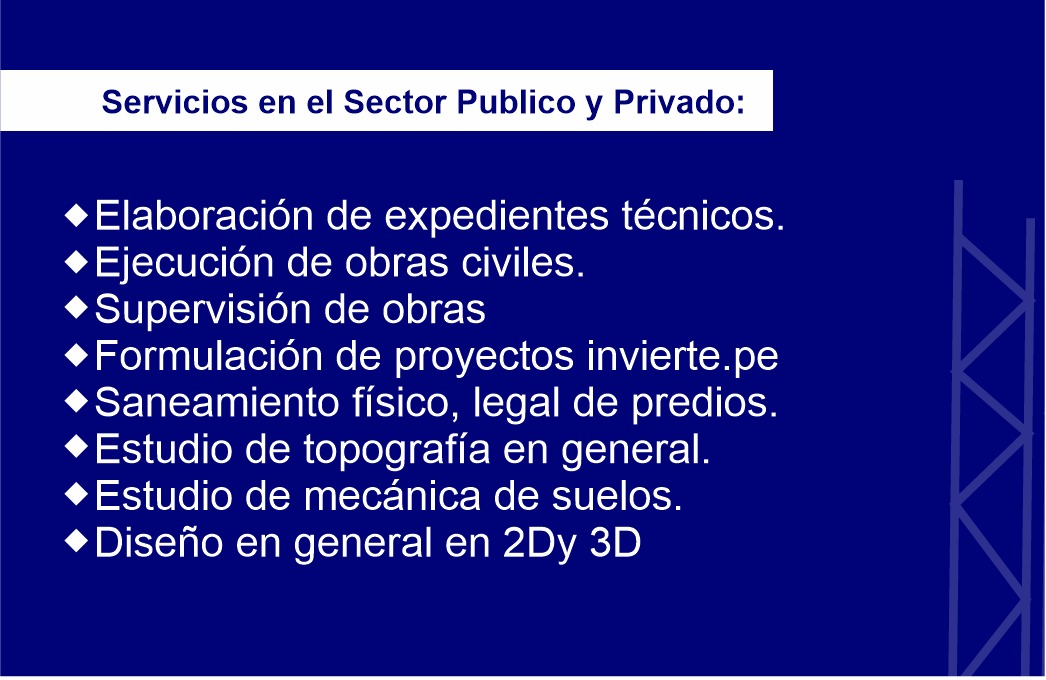 Servicios en el Sector Publico y Privado:
◆Elaboración de expedientes técnicos.
◆Ejecución de obras civiles.
◆Supervisión de obras
◆Formulación de proyectos invierte.pe
◆Saneamiento físico, legal de predios.
◆Estudio de topografía en general.
◆Estudio de mecánica de suelos.
◆Diseño en general en 2Dy 3D